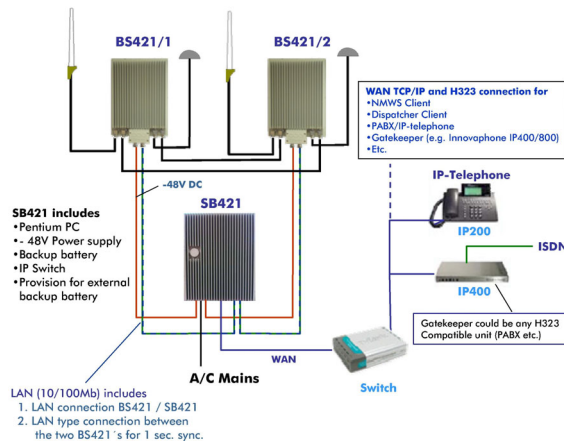 BS421/1
BS421/2
WAN TCP/IP and H323 connection for
•NMWS Client
•Dispatcher Client
•PABX/IP-telephone
•Gatekeeper (e.g. Innovaphone IP400/800)
•Etc.
-48V DC
IP-Telephone
SB421
SB421 includes
•Pentium PC
•- 48V Power supply
•Backup battery
•IP Switch
•Provision for external
backup battery
IP200
ISDN
IP400
Gatekeeper could be any H323
Compatible unit (PABX etc.)
WAN
A/C Mains
Switch
LAN (10/100Mb) includes
1. LAN connection BS421 / SB421
2. LAN type connection between
the two BS421´s for 1 sec. sync.